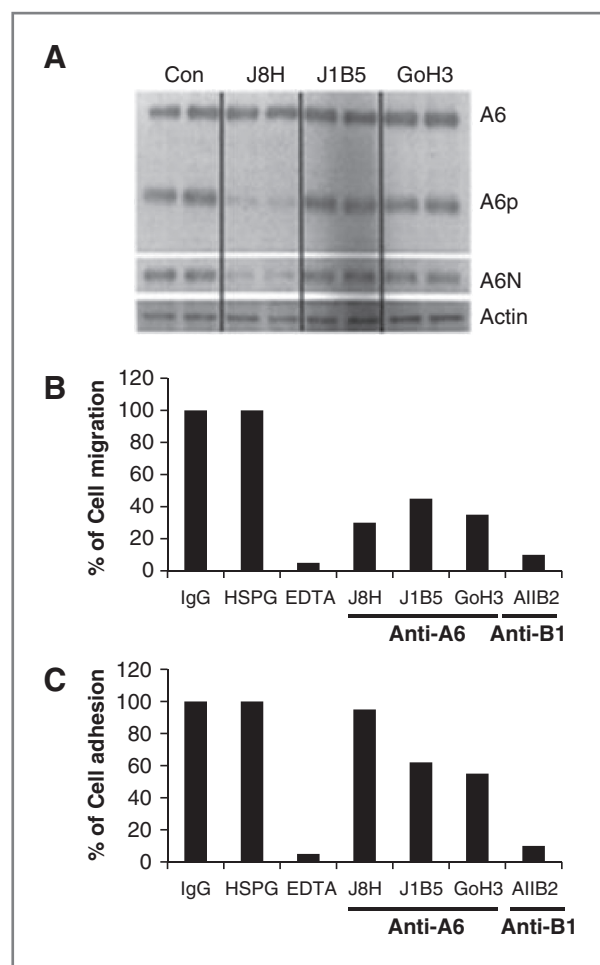 A
Con J8H J1B5 GoH3
A6
A6p
A6N
Actin
B
% of Cell migration
120
100
80
60
40
20
0
IgG HSPG EDTA J8H J1B5 GoH3 AIIB2
Anti-A6 Anti-B1
C
% of Cell adhesion
120
100
80
60
40
20
0
IgG HSPG EDTA J8H J1B5 GoH3 AIIB2
Anti-A6 Anti-B1